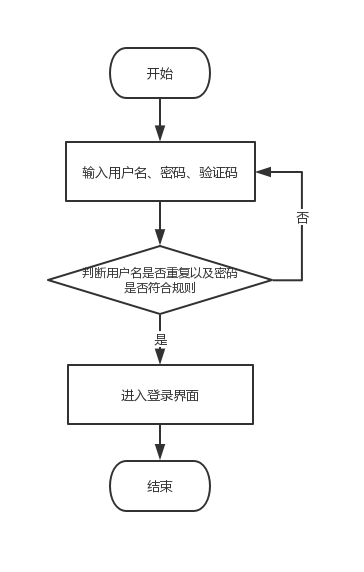 开始
输入用户名、密码、验证码
否
判断用户名是否重复以及密码
是否符合规则
是
进入登录界面
结束